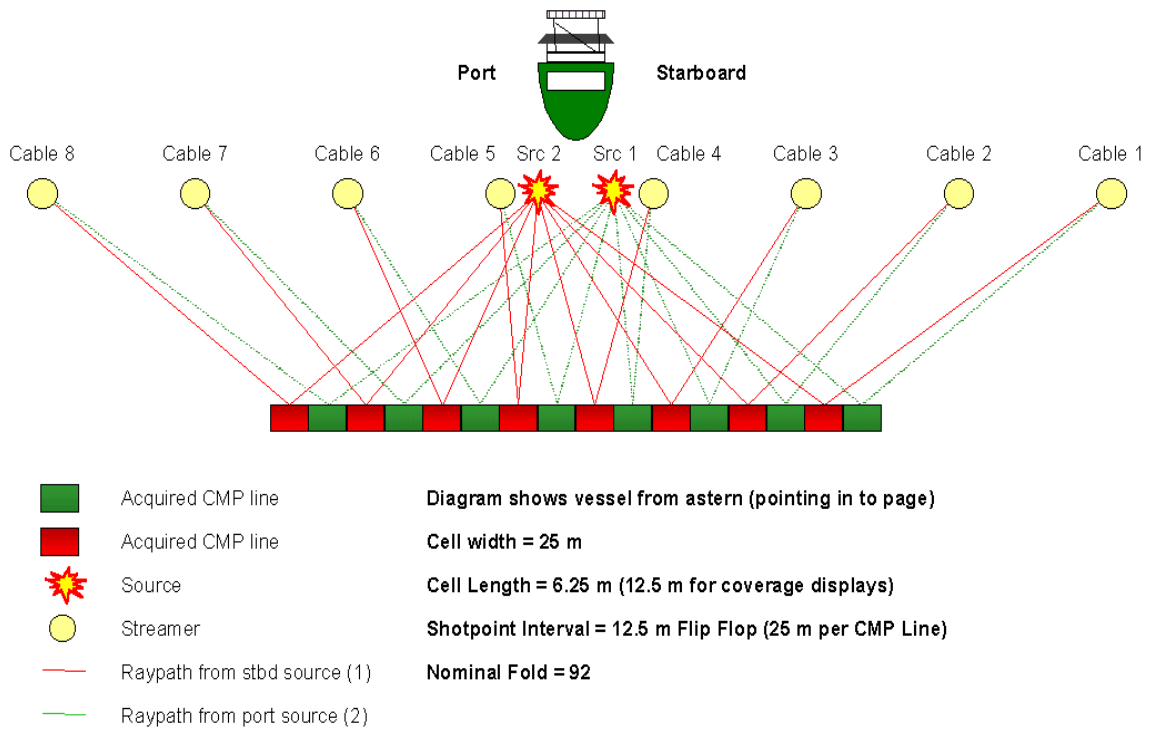 Port Starboard
Cable 8 Cable 7 Cable 6 Cable 5 Src 2 Src 1 Cable 4 Cable 3 Cable 2 Cable 1
Acquired CMP line Diagram shows vessel from astern (pointing in to page)
Acquired CMP line Cell width = 25 m
Source Cell Length = 6.25 m (12.5 m for coverage displays)
Streamer Shotpoint Interval = 12.5 m Flip Flop (25 m per CMP Line)
Raypath from stbd source (1) Nominal Fold = 92
Raypath from port source (2)